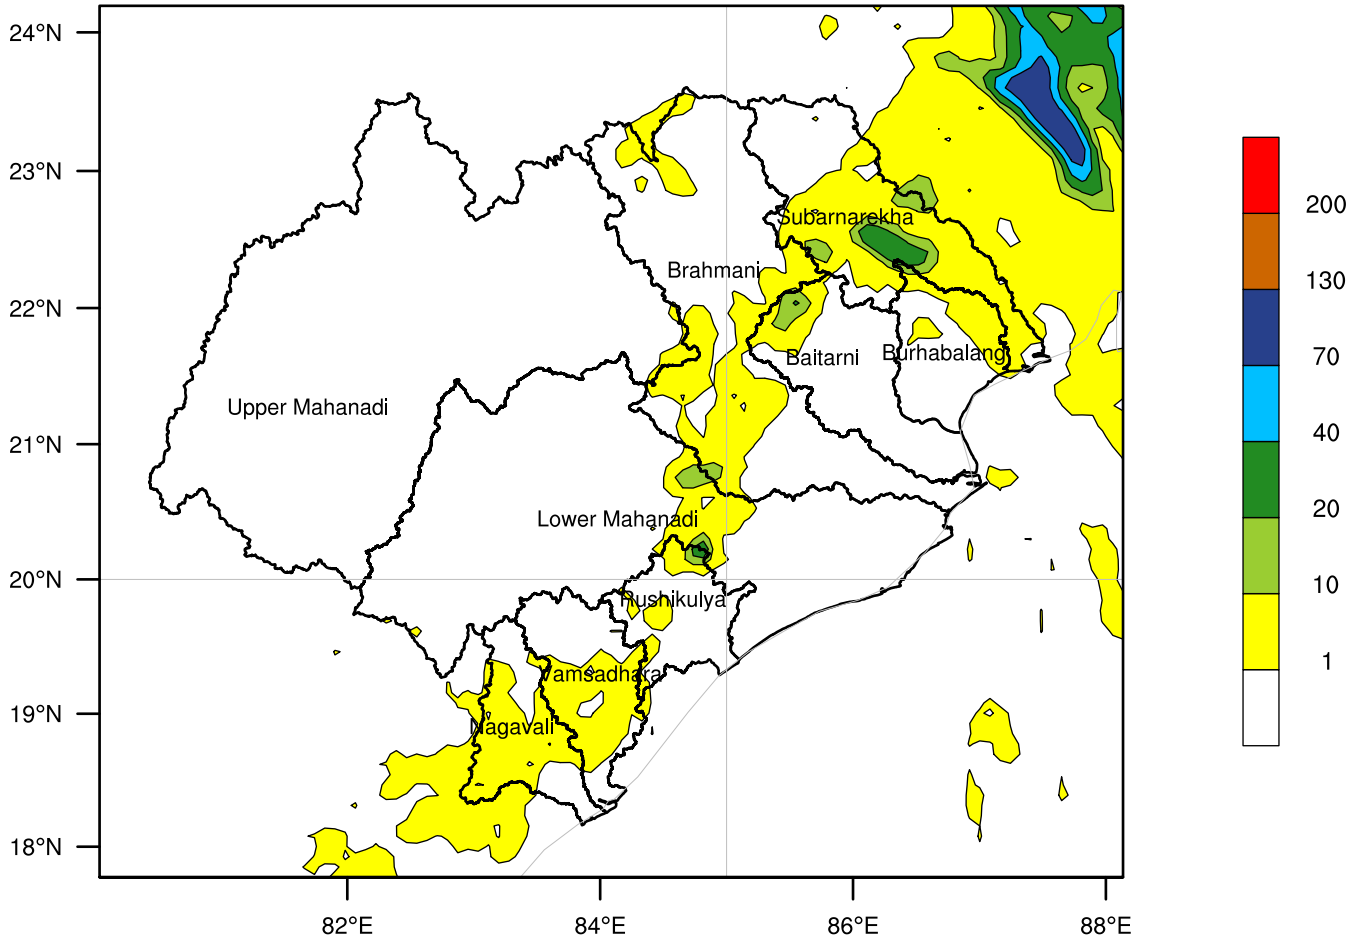 24°N
23°N
22°N
21°N
20°N
19°N
18°N
82°E
84°E
86°E
88°E
Subarnarekha
Brahmani
Baitarni
Burhabalang
Upper Mahanadi
Lower Mahanadi
Rushikulya
Vamsadhara
Nagavali
200
130
70
40
20
10
1